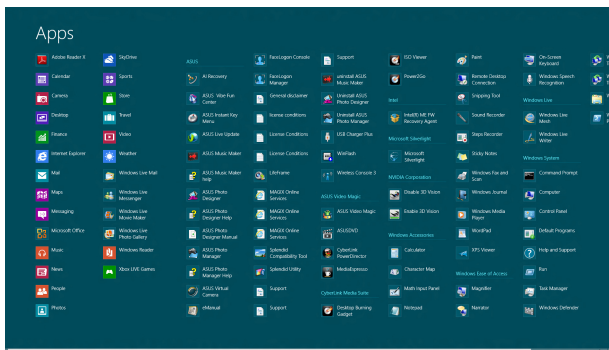 Apps
Adobe Reader X
Calendar
Camera
Desktop
Finance
Internet Explorer
Mail
Maps
Messaging
Microsoft Office
Music
News
People
Photos
SkyDrive
Sports
Store
Travel
Video
Weather
Windows Live Mail
Windows Live
Messenger
Windows Live
Movie Maker
Windows Live
Photo Gallery
Windows Reader
Xbox LIVE Games
ASUS
AI Recovery
ASUS Vibe Fun
Center
ASUS Instant Key
Menu
ASUS Live Update
ASUS Music Maker
ASUS Music Maker
help
ASUS Photo
Designer
ASUS Photo
Designer Help
ASUS Photo
Designer Manual
ASUS Photo
Manager
ASUS Photo
Manager Help
ASUS Virtual
Camera
eManual
FaceLogon Console
FaceLogon
Manager
General disclaimer
license conditions
License Conditions
License Conditions
LifeFrame
MAGIX Online
Services
MAGIX Online
Services
MAGIX Online
Services
Splendid
Compatibility Tool
Splendid Utility
Support
Support
Support
uninstall ASUS
Music Maker
Uninstall ASUS
Photo Designer
Uninstall ASUS
Photo Manager
USB Charger Plus
WinFlash
Wireless Console 3
ASUS Video Magic
ASUS Video Magic
ASUSDVD
CyberLink
PowerDirector
MediaEspresso
CyberLink Media Suite
Desktop Burning
Gadget
ISO Viewer
Power2Go
Intel
Intel(R) ME FW
Recovery Agent
Microsoft Silverlight
Microsoft
Silverlight
NVIDIA Corporation
Disable 3D Vision
Enable 3D Vision
Windows Accessories
Calculator
Character Map
Math Input Panel
Notepad
Paint
Remote Desktop
Connection
Snipping Tool
Sound Recorder
Steps Recorder
Sticky Notes
Windows Fax and
Scan
Windows Journal
Windows Media
Player
WordPad
XPS Viewer
Windows Ease of Access
Magnifier
Narrator
On-Screen
Keyboard
Windows Speech
Recognition
Windows Live
Windows Live
Mesh
Windows Live
Writer
Windows System
Command Prompt
Computer
Control Panel
Default Programs
Help and Support
Run
Task Manager
Windows Defender